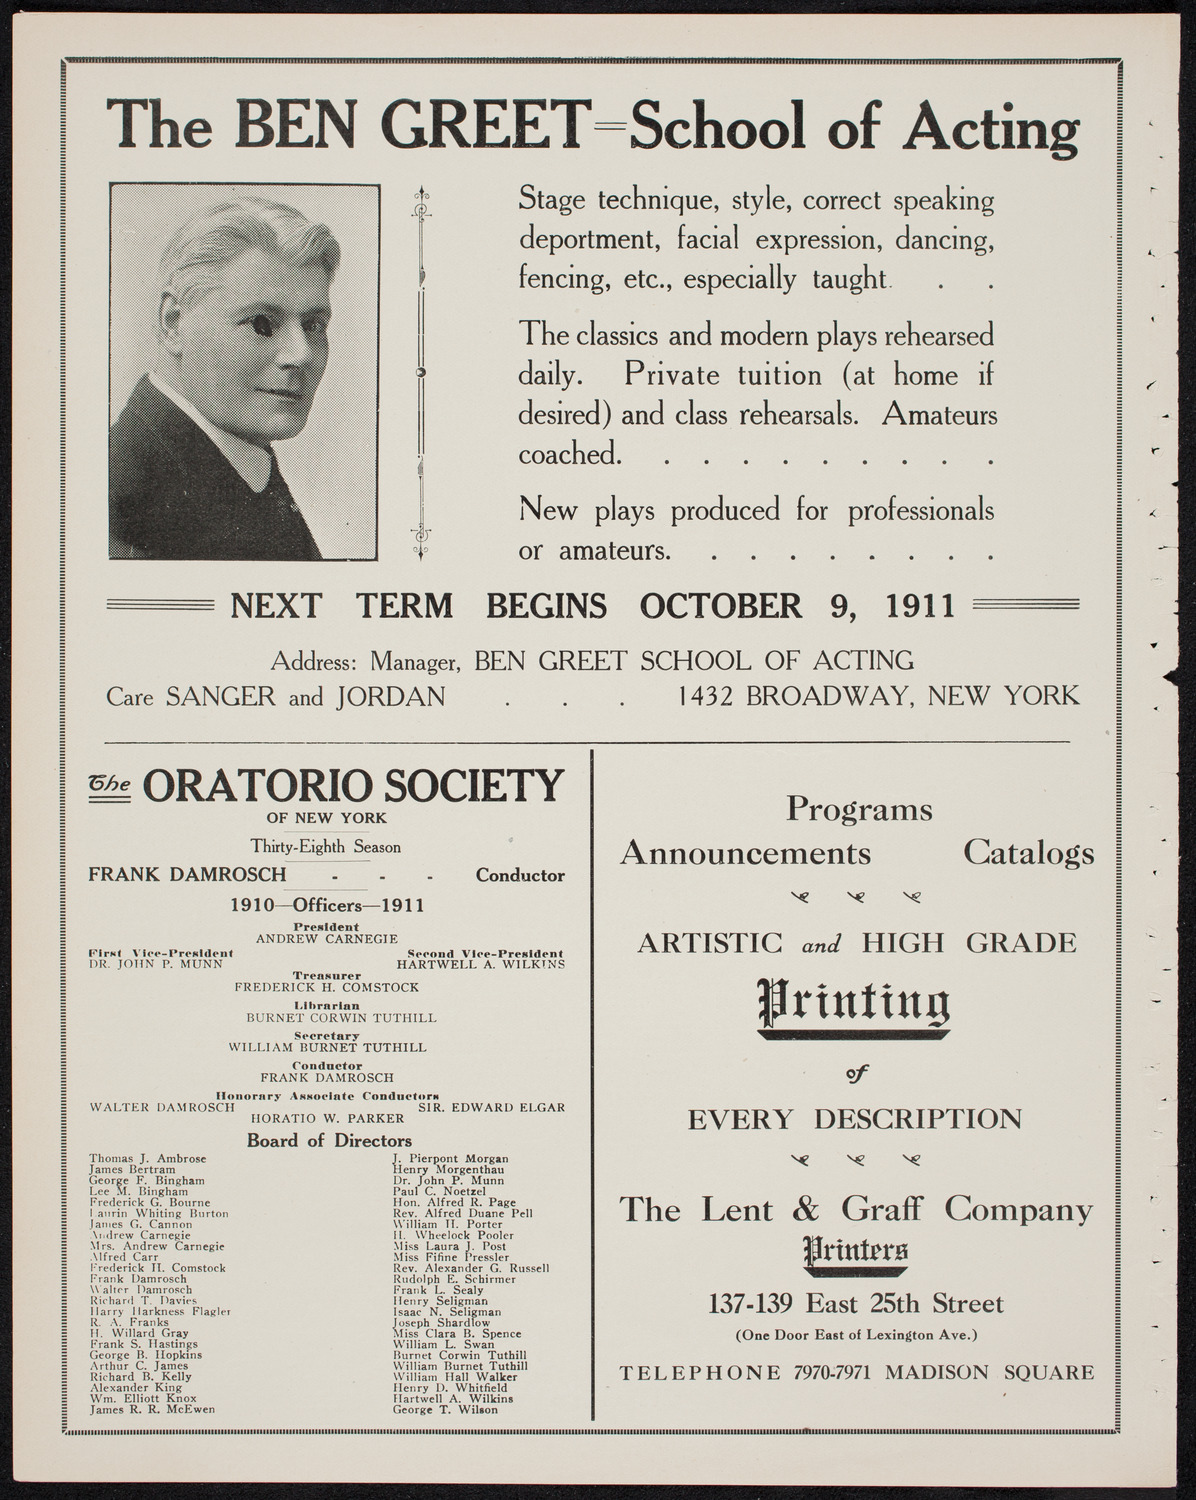 The BEN GREET=School of Acting
Stage technique, style, correct speaking
deportment, facial expression, dancing,
fencing, etc., especially taught. . .
The classics and modern plays rehearsed
daily. Private tuition (at home if
desired) and class rehearsals. Amateurs
coached. . . . . . . . . .
New plays produced for professionals
or amateurs. . . . . . . . .
NEXT TERM BEGINS OCTOBER 9, 1911
Address: Manager, BEN GREET SCHOOL OF ACTING
Care SANGER and JORDAN . . . 1432 BROADWAY, NEW YORK
The ORATORIO SOCIETY
OF NEW YORK
Thirty-Eighth Season
FRANK DAMROSCH - - - Conductor
1910—Officers—1911
President
ANDREW CARNEGIE
First Vice-President Second Vice-President
DR. JOHN P. MUNN HARTWELL A. WILKINS
Treasurer
FREDERICK H. COMSTOCK
Librarian
BURNET CORWIN TUTHILL
Secretary
WILLIAM BURNET TUTHILL
Conductor
FRANK DAMROSCH
Honorary Associate Conductors
WALTER DAMROSCH SIR. EDWARD ELGAR
HORATIO W. PARKER
Board of Directors
Thomas J. Ambrose
James Bertram
George F. Bingham
Lee M. Bingham
Frederick G. Bourne
Laurin Whiting Burton
James G. Cannon
Andrew Carnegie
Mrs. Andrew Carnegie
Alfred Carr
Frederick H. Comstock
Frank Damrosch
Walter Damrosch
Richard T. Davies
Harry Harkness Flagler
R. A. Franks
H. Willard Gray
Frank S. Hastings
George B. Hopkins
Arthur C. James
Richard B. Kelly
Alexander King
Wm. Elliott Knox
James R. R. McEwen
J. Pierpont Morgan
Henry Morgenthau
Dr. John P. Munn
Paul C. Noetzel
Hon. Alfred R. Page
Rev. Alfred Duane Pell
William H. Porter
H. Wheelock Pooler
Miss Laura J. Post
Miss Fifine Pressler
Rev. Alexander G. Russell
Rudolph E. Schirmer
Frank L. Sealy
Henry Seligman
Isaac N. Seligman
Joseph Shardlow
Miss Clara B. Spence
William L. Swan
Burnet Corwin Tuthill
William Burnet Tuthill
William Hall Walker
Henry D. Whitfield
Hartwell A. Wilkins
George T. Wilson
Programs
Announcements Catalogs
ARTISTIC and HIGH GRADE
Printing
of
EVERY DESCRIPTION
The Lent & Graff Company
Printers
137-139 East 25th Street
(One Door East of Lexington Ave.)
TELEPHONE 7970-7971 MADISON SQUARE